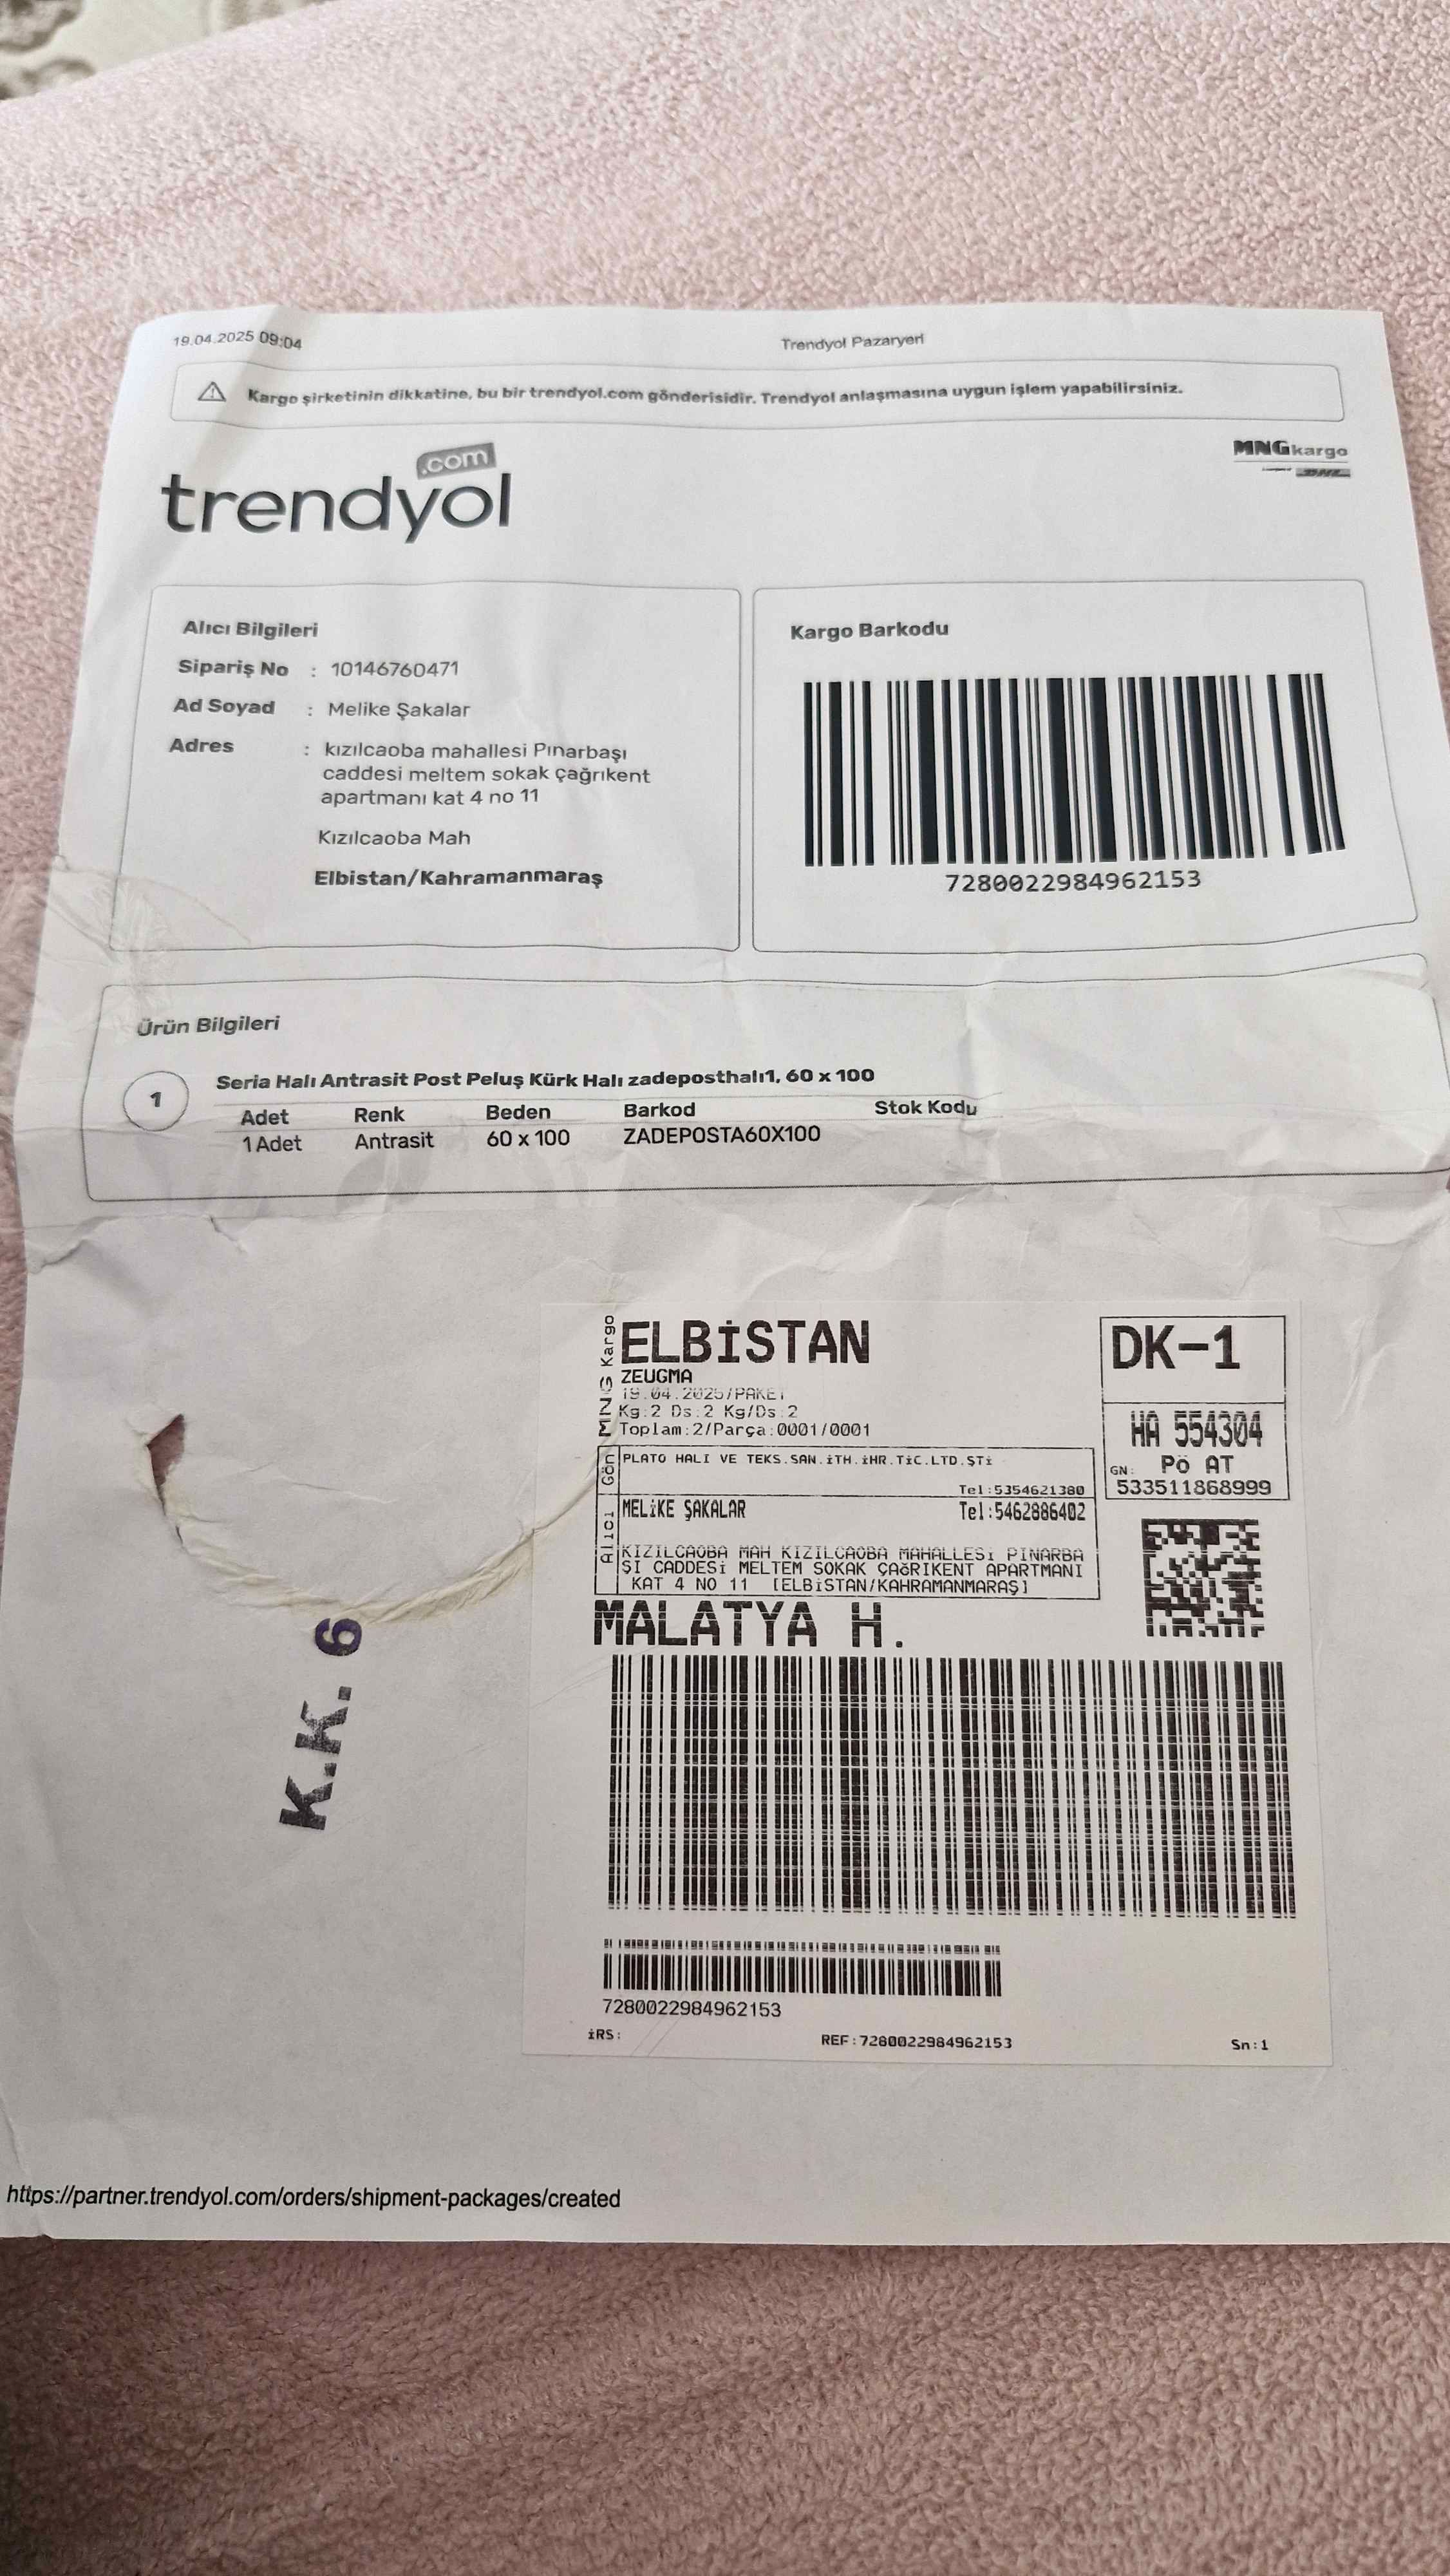 19.04.2025 09:04
Trendyol Pazaryeri
Kargo şirketinin dikkatine, bu bir trendyol.com gönderisidir. Trendyol anlaşmasına uygun işlem yapabilirsiniz.
trendyol.com
MNGkargo
DHL
Alıcı Bilgileri
Sipariş No : 10146760471
Ad Soyad : Melike Şakalar
Adres : kızılcaoba mahallesi Pınarbaşı
caddesi meltem sokak çağrıkent
apartmanı kat 4 no 11
Kızılcaoba Mah
Elbistan/Kahramanmaraş
Kargo Barkodu
7280022984962153
Ürün Bilgileri
1
Seria Halı Antrasit Post Peluş Kürk Halı zadeposthalı1, 60 x 100
Adet Renk Beden Barkod Stok Kodu
1 Adet Antrasit 60 x 100 ZADEPOSTA60X100
MNG Kargo
ELBİSTAN
ZEUGMA
19.04.2025/PAKET
Kg:2 Ds:2 Kg/Ds:2
Toplam:2/Parça:0001/0001
DK-1
HA 554304
PÖ AT
GN: 533511868999
Gön
PLATO HALI VE TEKS.SAN.İTH.İHR.TİC.LTD.ŞTİ
Tel:5354621380
Alıcı
MELİKE ŞAKALAR Tel:5462886402
KIZILCAOBA MAH KIZILCAOBA MAHALLESİ PINARBA
ŞI CADDESİ MELTEM SOKAK ÇAĞRIKENT APARTMANI
KAT 4 NO 11 [ELBİSTAN/KAHRAMANMARAŞ]
MALATYA H.
K.K. 6
7280022984962153
İRS: REF:7280022984962153 Sn:1
https://partner.trendyol.com/orders/shipment-packages/created